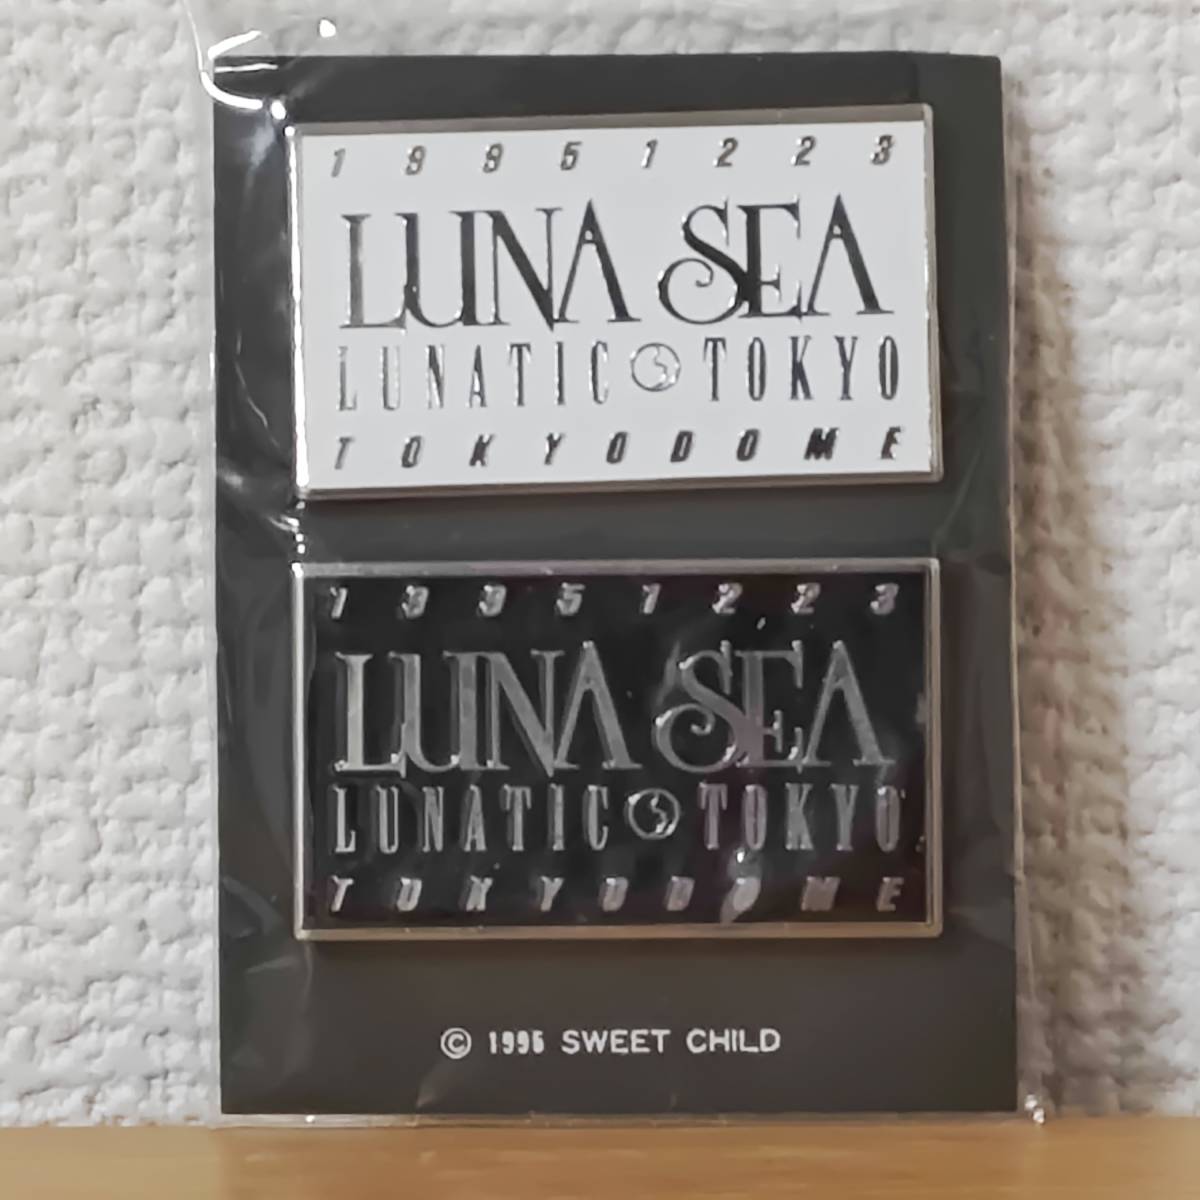 19951223
LUNA SEA
LUNATIC TOKYO
TOKYODOME
19951223
LUNA SEA
LUNATIC TOKYO
TOKYODOME
© 1995 SWEET CHILD